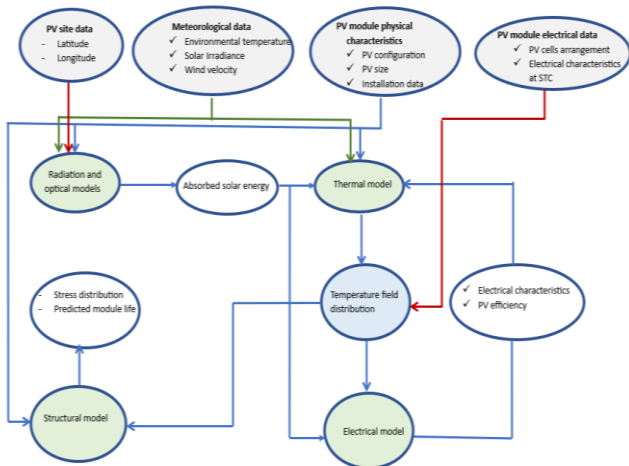 PV site data
- Latitude
- Longitude
Meteorological data
✓ Environmental temperature
✓ Solar Irradiance
✓ Wind velocity
PV module physical
characteristics
✓ PV configuration
✓ PV size
✓ Installation data
PV module electrical data
✓ PV cells arrangement
✓ Electrical characteristics
at STC
Radiation and
optical models
Absorbed solar energy
Thermal model
- Stress distribution
- Predicted module life
Temperature field
distribution
✓ Electrical characteristics
✓ PV efficiency
Structural model
Electrical model